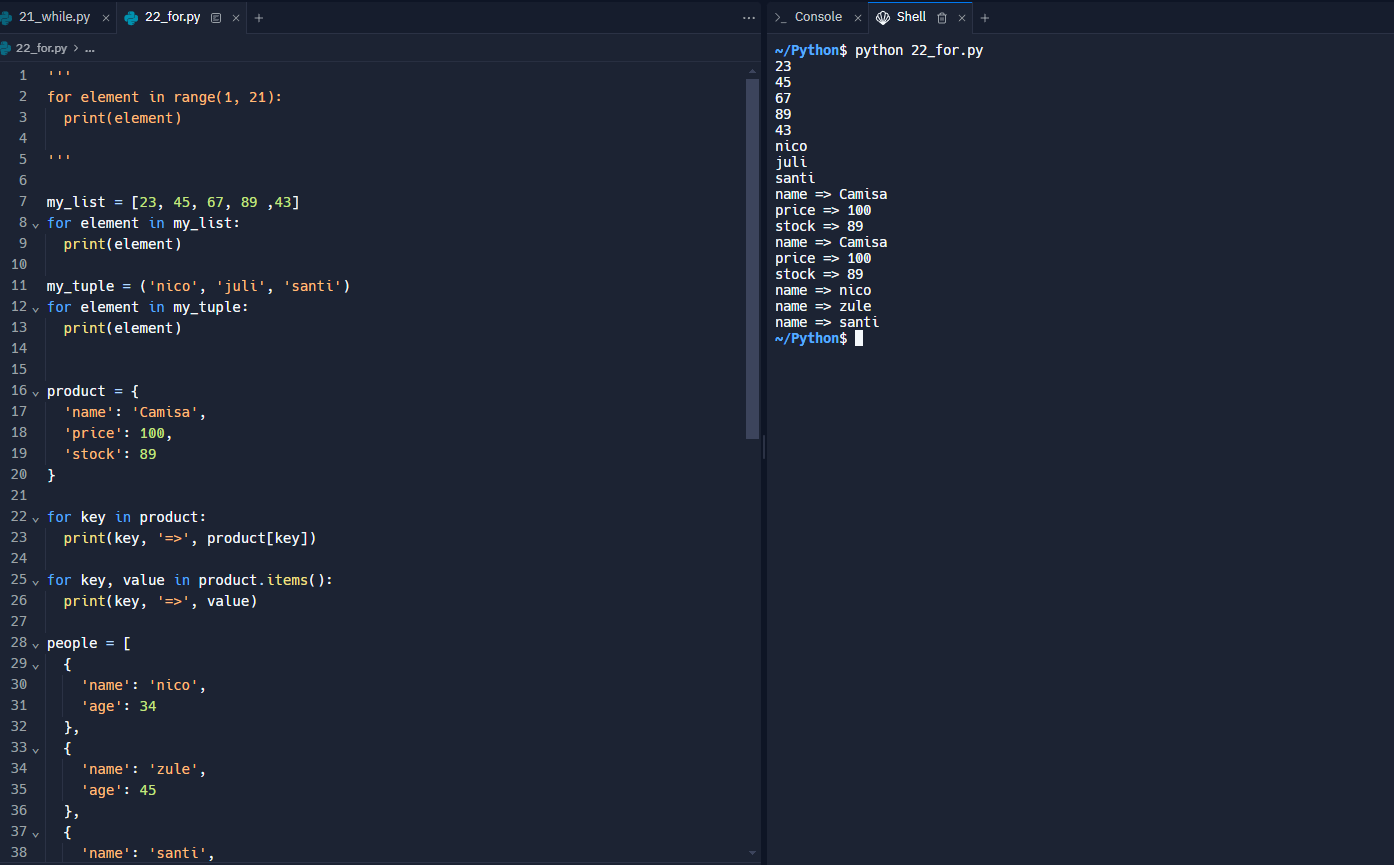 21_while.py × 22_for.py × +
22_for.py > ...
1 '''
2 for element in range(1, 21):
3   print(element)
4
5 '''
6
7 my_list = [23, 45, 67, 89 ,43]
8 for element in my_list:
9   print(element)
10
11 my_tuple = ('nico', 'juli', 'santi')
12 for element in my_tuple:
13   print(element)
14
15
16 product = {
17   'name': 'Camisa',
18   'price': 100,
19   'stock': 89
20 }
21
22 for key in product:
23   print(key, '=>', product[key])
24
25 for key, value in product.items():
26   print(key, '=>', value)
27
28 people = [
29   {
30     'name': 'nico',
31     'age': 34
32   },
33   {
34     'name': 'zule',
35     'age': 45
36   },
37   {
38     'name': 'santi',
Console × Shell × +
~/Python$ python 22_for.py
23
45
67
89
43
nico
juli
santi
name => Camisa
price => 100
stock => 89
name => Camisa
price => 100
stock => 89
name => nico
name => zule
name => santi
~/Python$